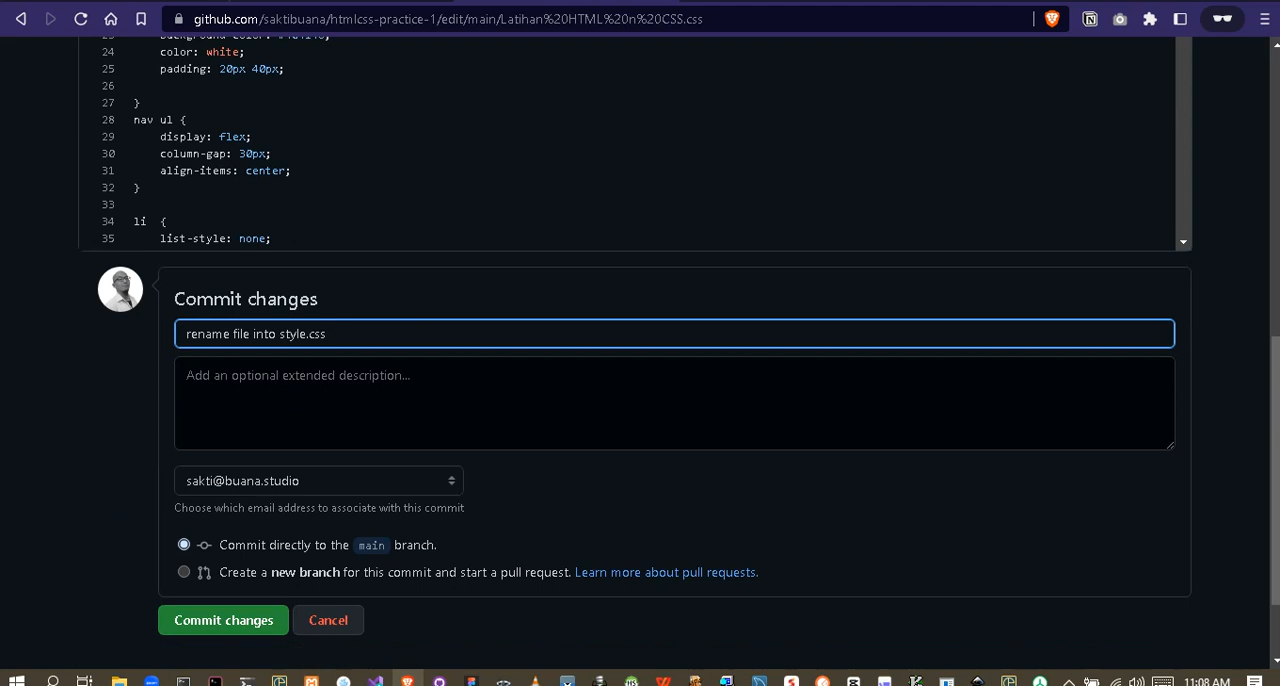 github.com/saktibuana/htmlcss-practice-1/edit/main/Latihan%20HTML%20n%20CSS.css
24 color: white;
25 padding: 20px 40px;
26
27 }
28 nav ul {
29 display: flex;
30 column-gap: 30px;
31 align-items: center;
32 }
33
34 li {
35 list-style: none;
Commit changes
rename file into style.css
Add an optional extended description...
sakti@buana.studio
Choose which email address to associate with this commit
Commit directly to the main branch.
Create a new branch for this commit and start a pull request. Learn more about pull requests.
Commit changes
Cancel
11:08 AM